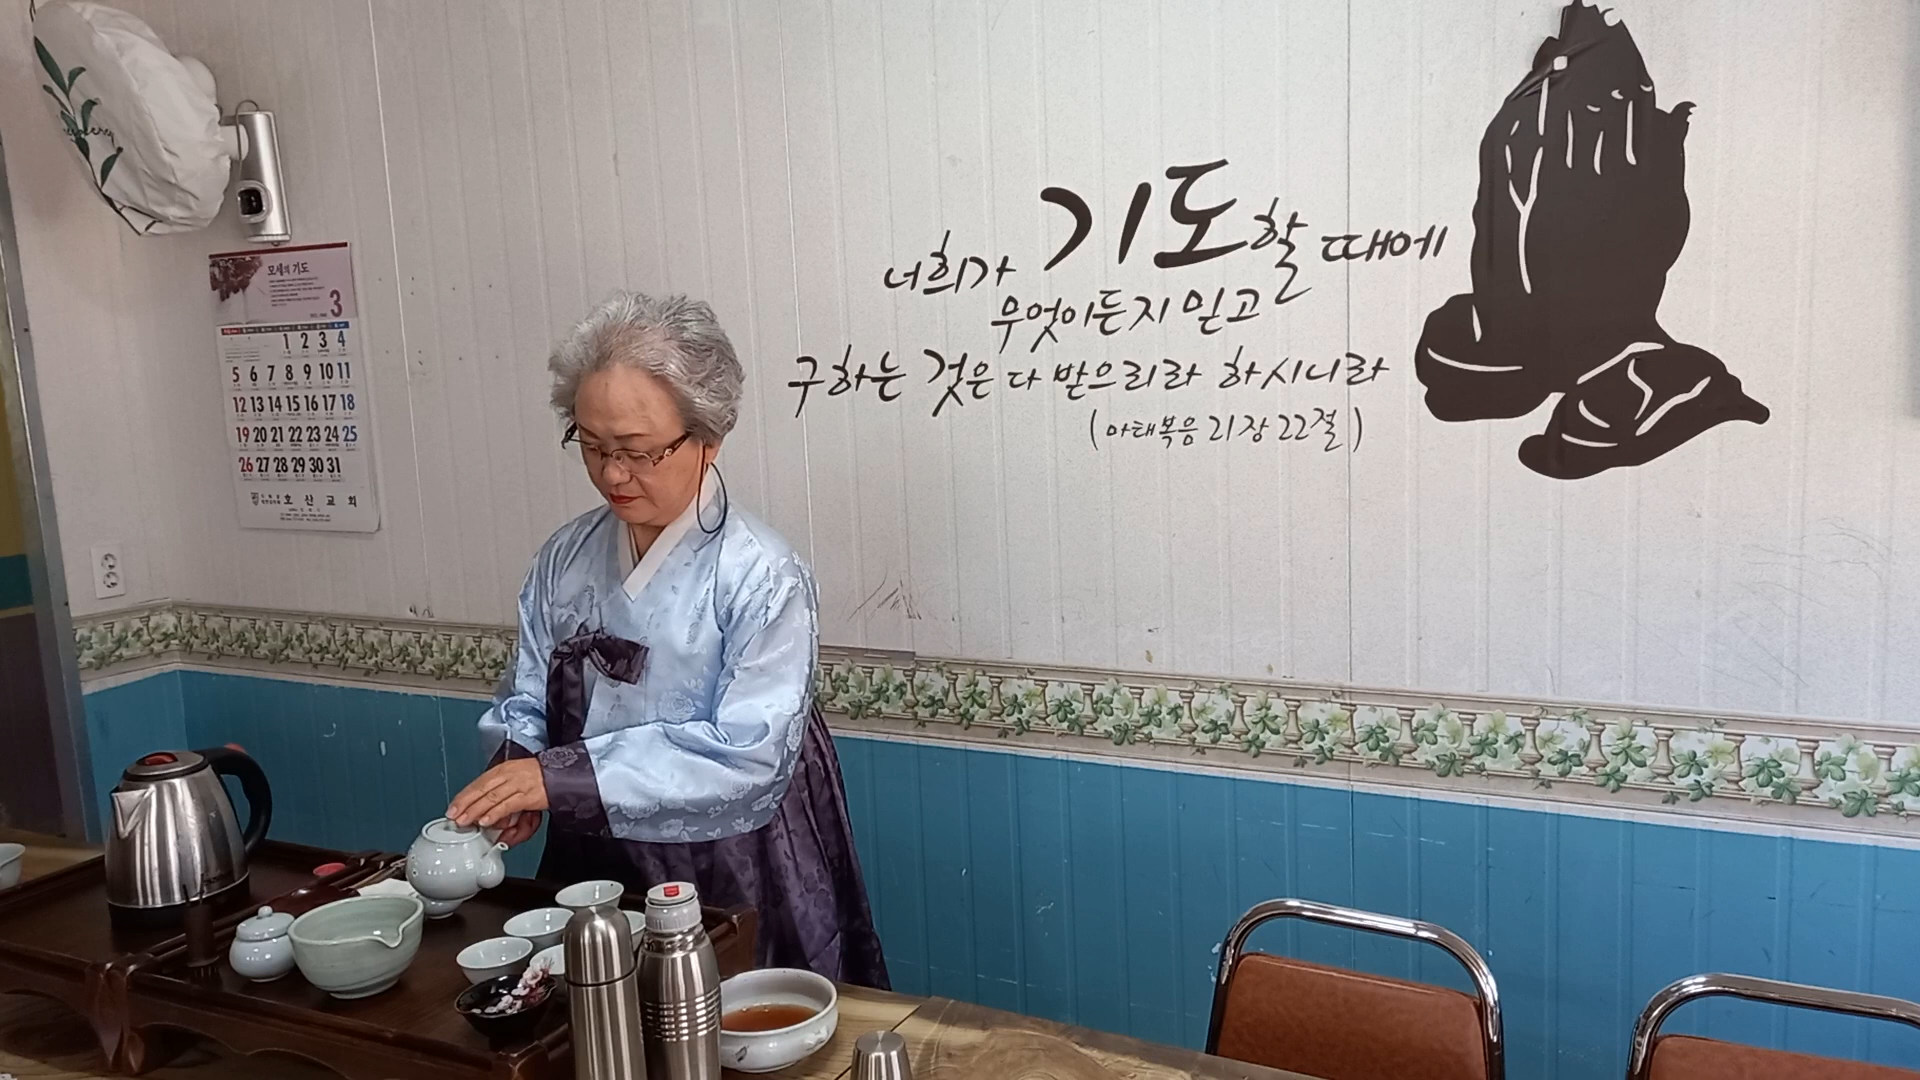 너희가 기도할 때에
무엇이든지 믿고
구하는 것은 다 받으리라 하시니라
(마태복음 21장 22절)
모세의 기도
3
1 2 3 4
5 6 7 8 9 10 11
12 13 14 15 16 17 18
19 20 21 22 23 24 25
26 27 28 29 30 31
호산교회